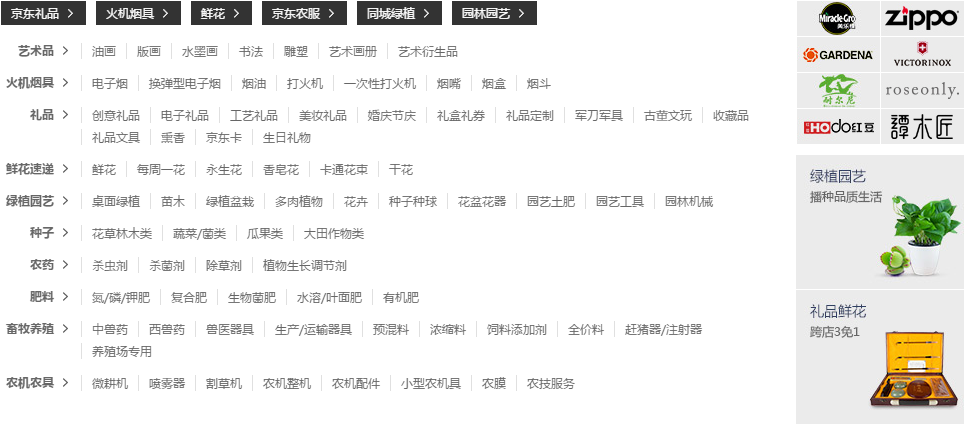 京东礼品 > 火机烟具 > 鲜花 > 京东农服 > 同城绿植 > 园林园艺 >
艺术品 > 油画 版画 水墨画 书法 雕塑 艺术画册 艺术衍生品
火机烟具 > 电子烟 换弹型电子烟 烟油 打火机 一次性打火机 烟嘴 烟盒 烟斗
礼品 > 创意礼品 电子礼品 工艺礼品 美妆礼品 婚庆节庆 礼盒礼券 礼品定制 军刀军具 古董文玩 收藏品
礼品文具 熏香 京东卡 生日礼物
鲜花速递 > 鲜花 每周一花 永生花 香皂花 卡通花束 干花
绿植园艺 > 桌面绿植 苗木 绿植盆栽 多肉植物 花卉 种子种球 花盆花器 园艺土肥 园艺工具 园林机械
种子 > 花草林木类 蔬菜/菌类 瓜果类 大田作物类
农药 > 杀虫剂 杀菌剂 除草剂 植物生长调节剂
肥料 > 氮/磷/钾肥 复合肥 生物菌肥 水溶/叶面肥 有机肥
畜牧养殖 > 中兽药 西兽药 兽医器具 生产/运输器具 预混料 浓缩料 饲料添加剂 全价料 赶猪器/注射器
养殖场专用
农机农具 > 微耕机 喷雾器 割草机 农机整机 农机配件 小型农机具 农膜 农技服务
Miracle-Gro
美乐棵
zippo
GARDENA
VICTORINOX
耐尔尼
roseonly.
HOdo红豆
譚木匠
绿植园艺
播种品质生活
礼品鲜花
跨店3免1